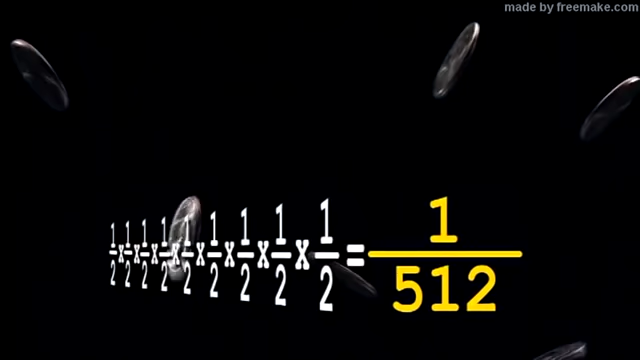 made by freemake.com
1/2 x 1/2 x 1/2 x 1/2 x 1/2 x 1/2 x 1/2 x 1/2 x 1/2 = 1/512